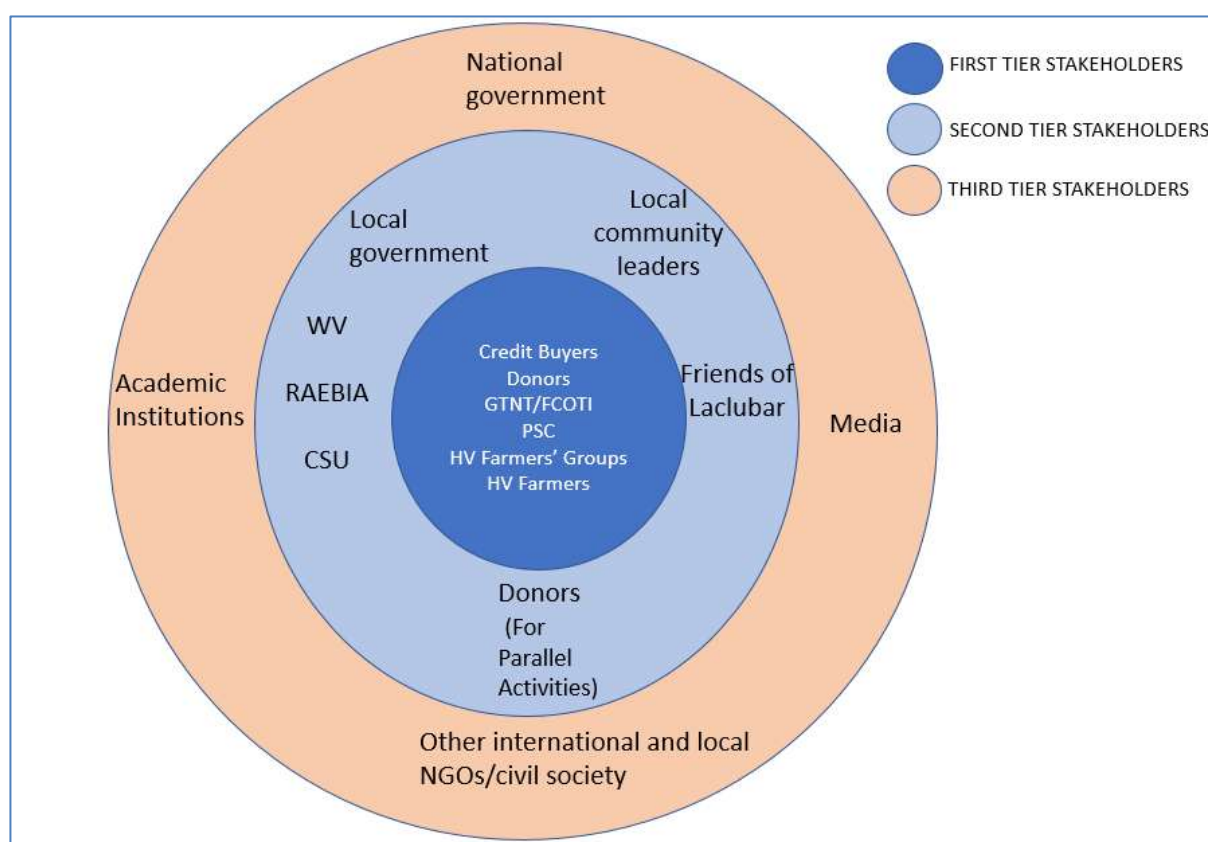 National
government
FIRST TIER STAKEHOLDERS
SECOND TIER STAKEHOLDERS
THIRD TIER STAKEHOLDERS
Local
government
Local
community
leaders
WV
RAEBIA
CSU
Academic
Institutions
Credit Buyers
Donors
GTNT/FCOTI
PSC
HV Farmers’ Groups
HV Farmers
Friends of
Laclubar
Media
Donors
(For
Parallel
Activities)
Other international and local
NGOs/civil society